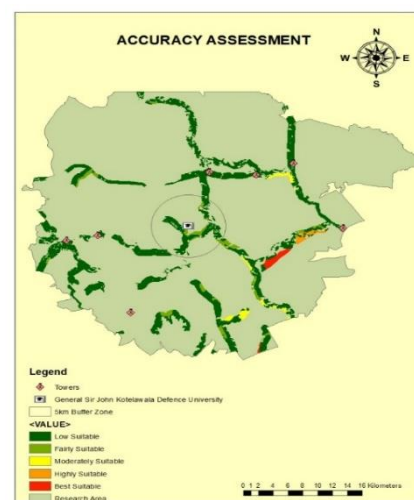 ACCURACY ASSESSMENT
N
W E
S
Legend
Towers
General Sir John Kotelawala Defence University
5km Buffer Zone
<VALUE>
Low Suitable
Fairly Suitable
Moderately Suitable
Highly Suitable
Best Suitable
Research Area
0 1 2 4 6 8 10 12 14 16 Kilometers